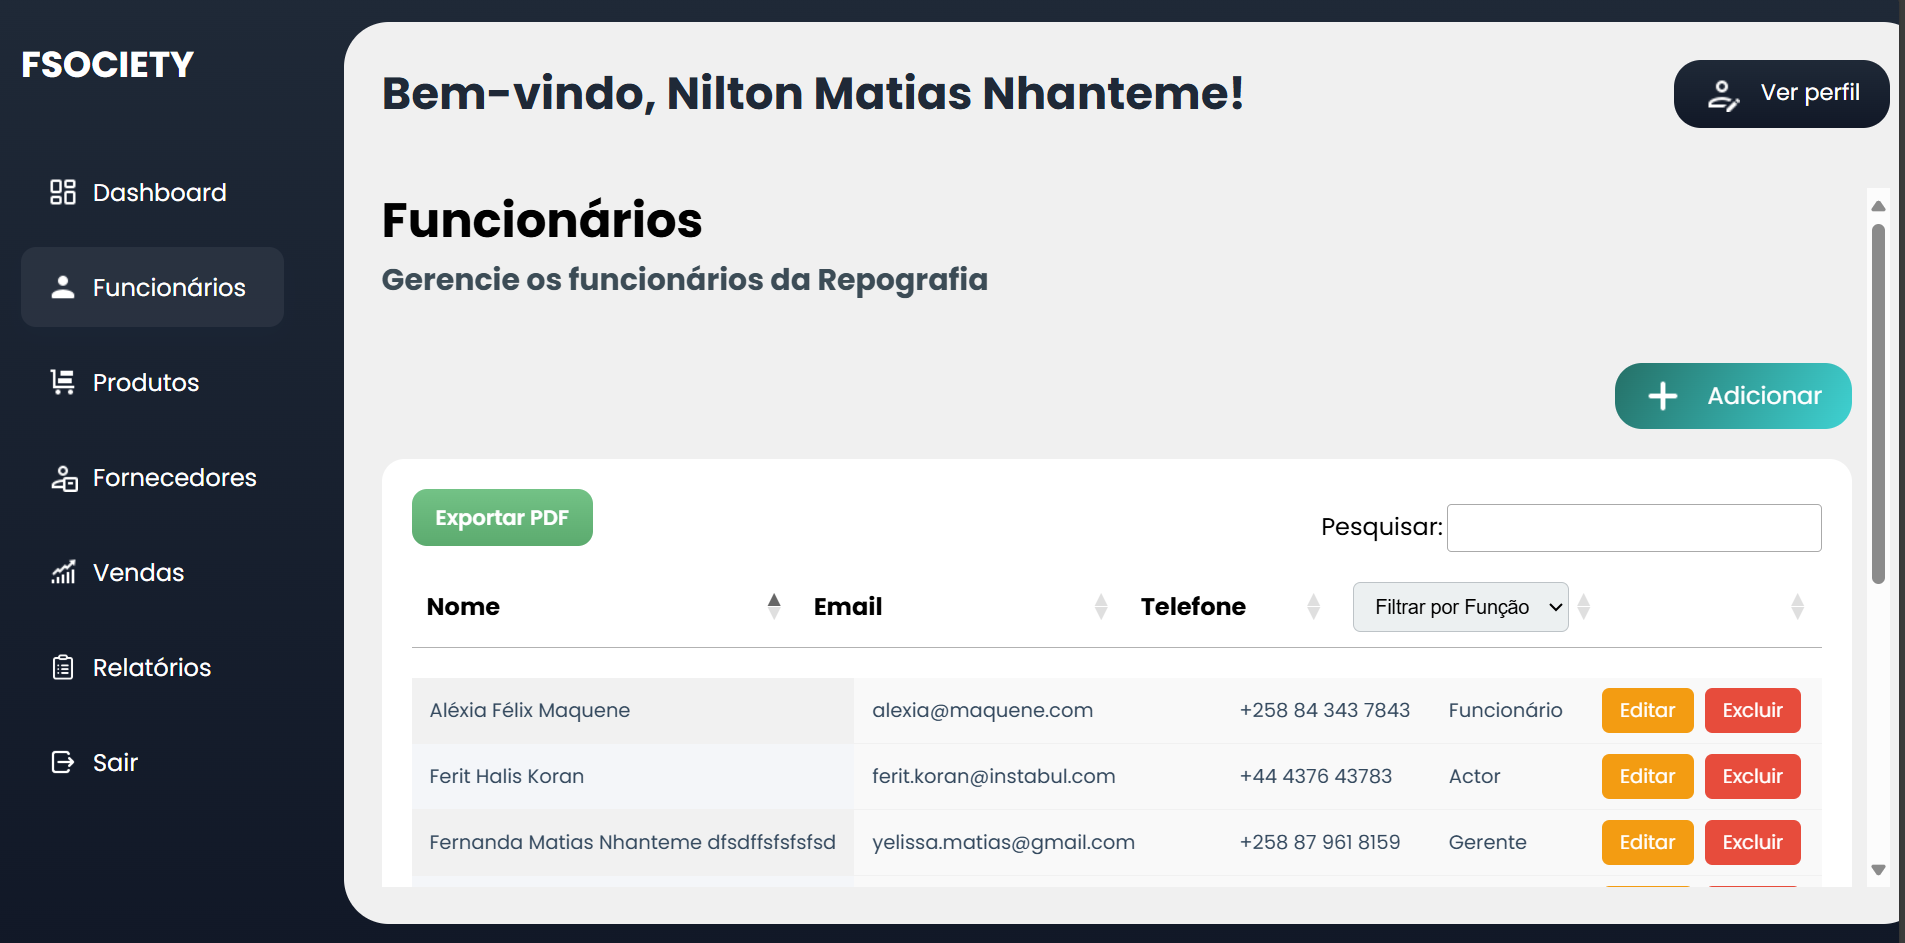 FSOCIETY
Bem-vindo, Nilton Matias Nhanteme!
Ver perfil
Dashboard
Funcionários
Produtos
Fornecedores
Vendas
Relatórios
Sair
Funcionários
Gerencie os funcionários da Repografia
Adicionar
Exportar PDF
Pesquisar:
Nome Email Telefone Filtrar por Função
Aléxia Félix Maquene alexia@maquene.com +258 84 343 7843 Funcionário Editar Excluir
Ferit Halis Koran ferit.koran@instabul.com +44 4376 43783 Actor Editar Excluir
Fernanda Matias Nhanteme dfsdffsfsfsfsd yelissa.matias@gmail.com +258 87 961 8159 Gerente Editar Excluir